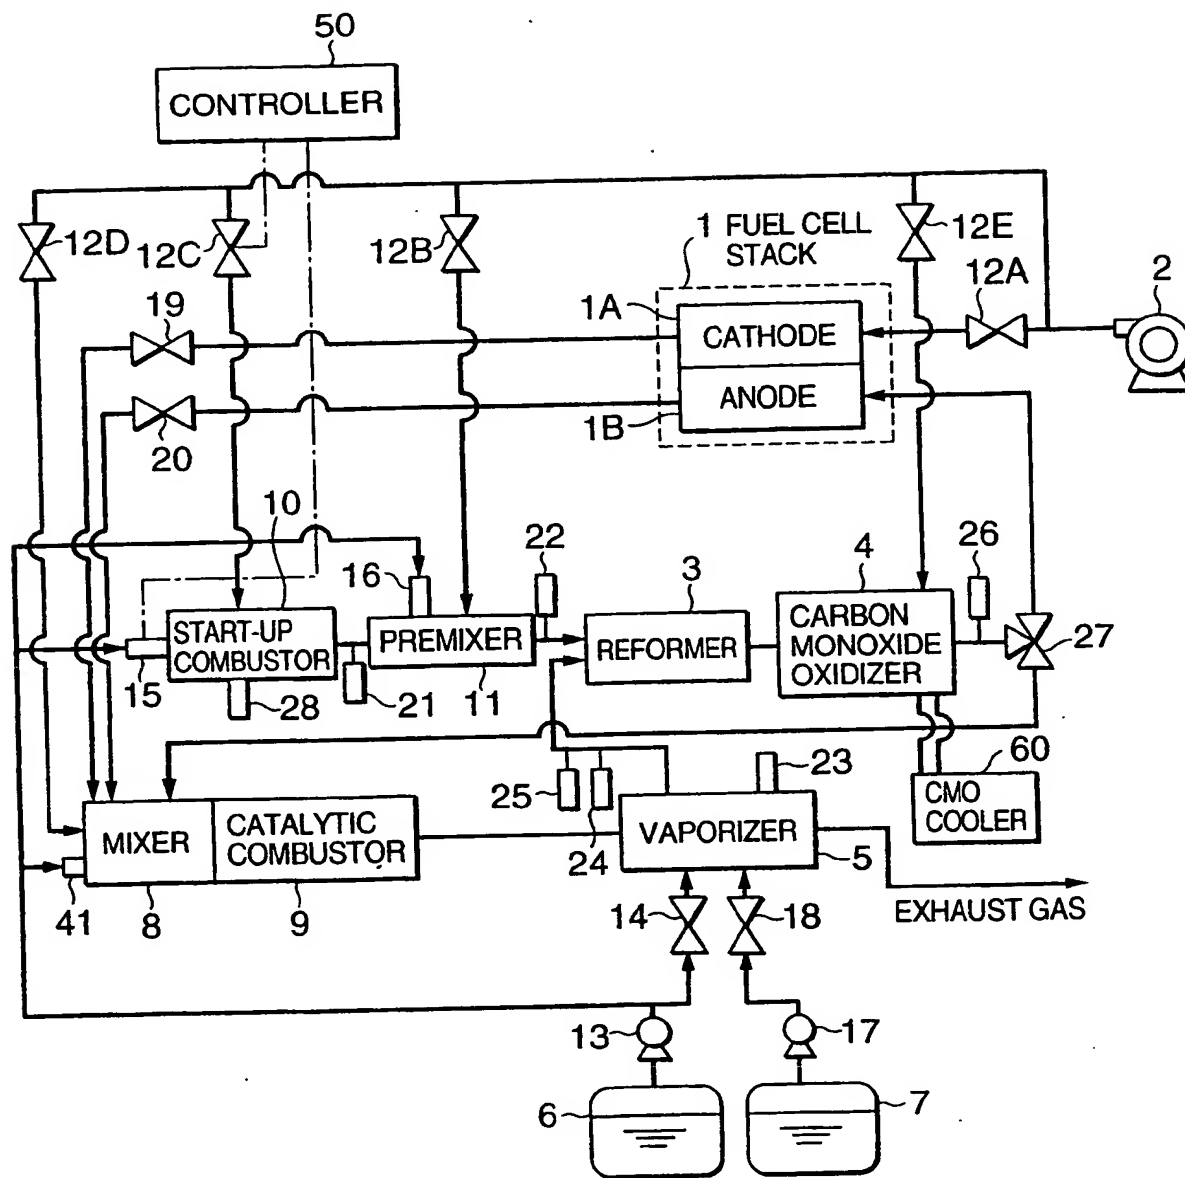 50
CONTROLLER
12D
12C
12B
1 FUEL CELL
STACK
12E
12A
2
19
1A
CATHODE
ANODE
1B
20
10
22
4
26
16
3
START-UP
COMBUSTOR
PREMIXER
REFORMER
CARBON
MONOXIDE
OXIDIZER
27
15
28
21
11
60
23
25
CMO
COOLER
MIXER
CATALYTIC
COMBUSTOR
24
VAPORIZER
5
41
8
9
14
18
EXHAUST GAS
13
17
6
7